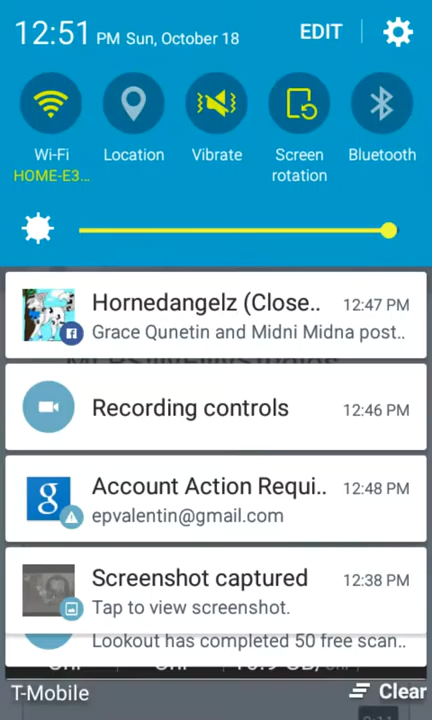 12:51 PM Sun, October 18 EDIT
Wi-Fi Location Vibrate Screen rotation Bluetooth
HOME-E3...
Hornedangelz (Close.. 12:47 PM
Grace Qunetin and Midni Midna post..
Recording controls 12:46 PM
Account Action Requi.. 12:48 PM
epvalentin@gmail.com
Screenshot captured 12:38 PM
Tap to view screenshot.
Lookout has completed 50 free scan..
T-Mobile Clear